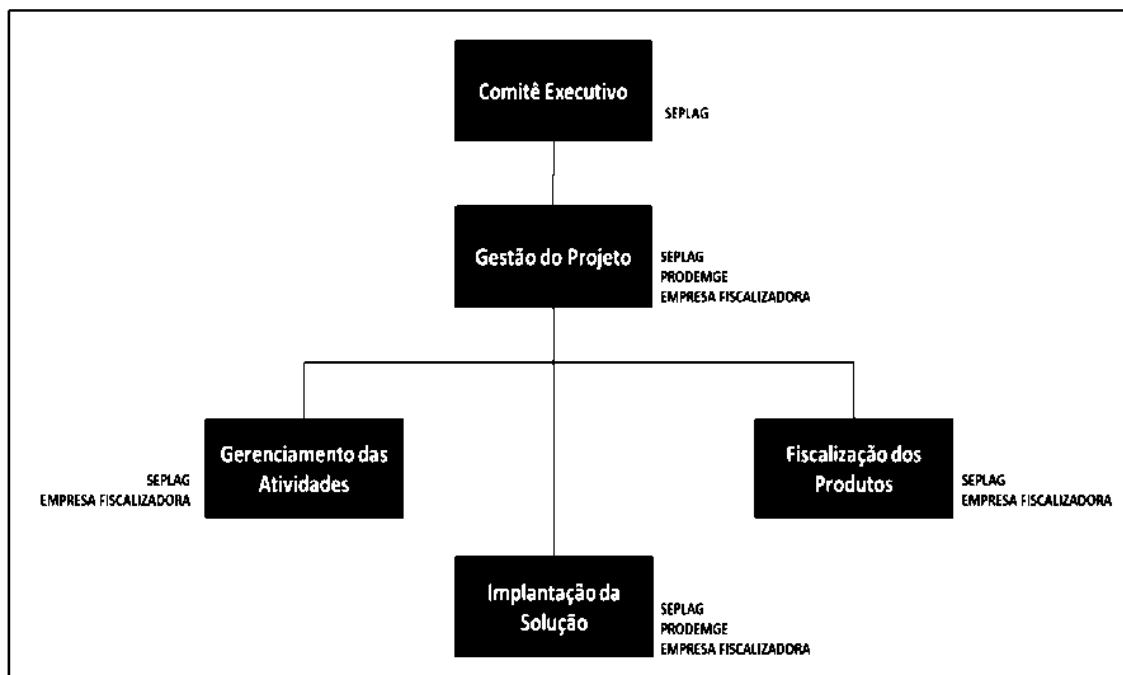 Comitê Executivo
SEPLAG
Gestão do Projeto
SEPLAG
PRODEMGE
EMPRESA FISCALIZADORA
Gerenciamento das
Atividades
SEPLAG
EMPRESA FISCALIZADORA
Fiscalização dos
Produtos
SEPLAG
EMPRESA FISCALIZADORA
Implantação da
Solução
SEPLAG
PRODEMGE
EMPRESA FISCALIZADORA